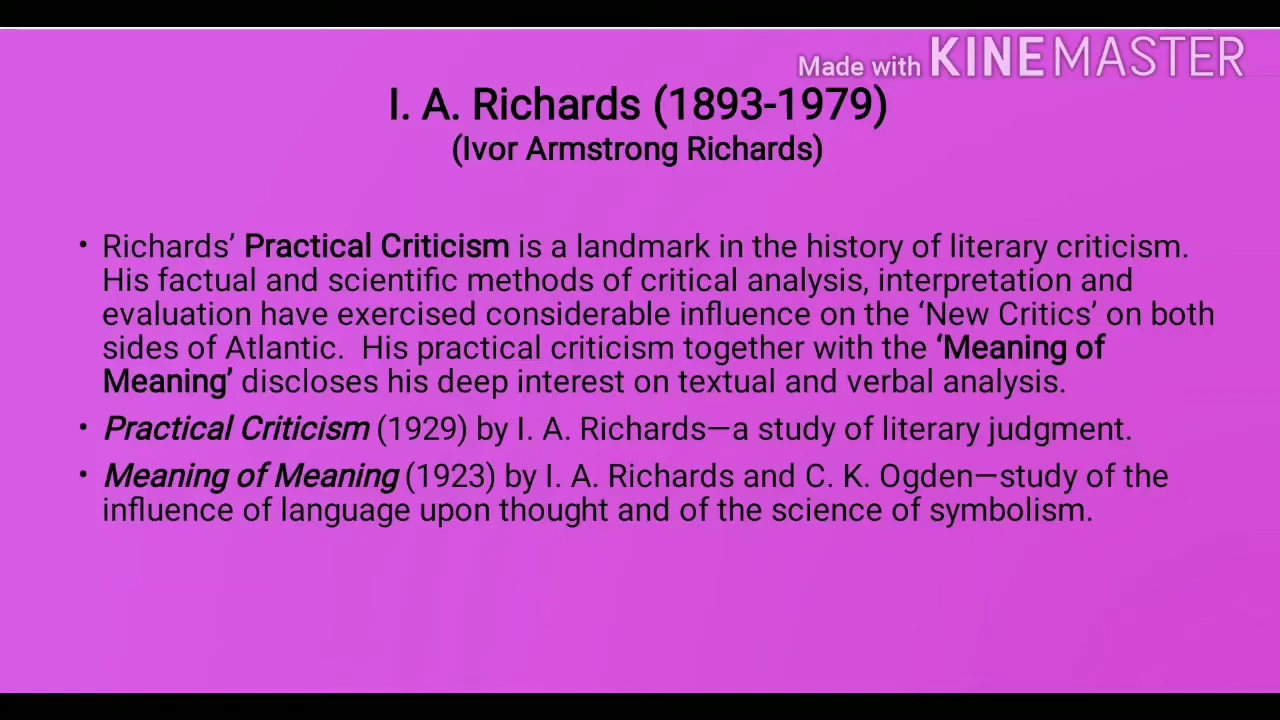 Made with KINEMASTER
I. A. Richards (1893-1979)
(Ivor Armstrong Richards)
• Richards’ Practical Criticism is a landmark in the history of literary criticism.
His factual and scientific methods of critical analysis, interpretation and
evaluation have exercised considerable influence on the ‘New Critics’ on both
sides of Atlantic. His practical criticism together with the ‘Meaning of
Meaning’ discloses his deep interest on textual and verbal analysis.
• Practical Criticism (1929) by I. A. Richards—a study of literary judgment.
• Meaning of Meaning (1923) by I. A. Richards and C. K. Ogden—study of the
influence of language upon thought and of the science of symbolism.